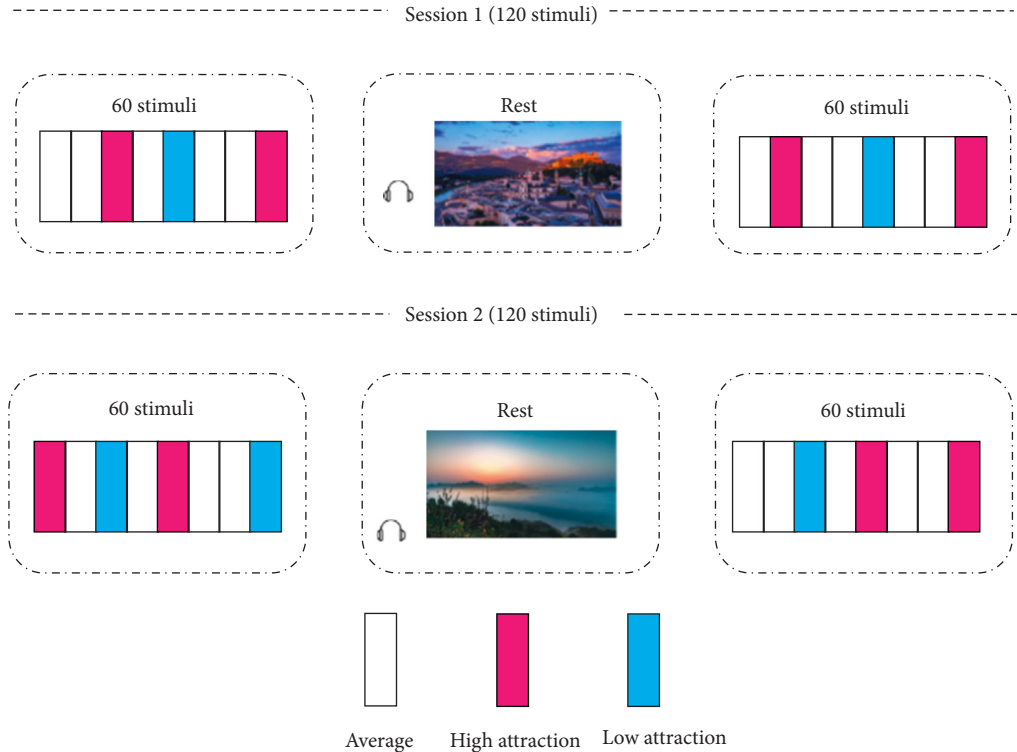 Session 1 (120 stimuli)
60 stimuli
Rest
60 stimuli
Session 2 (120 stimuli)
60 stimuli
Rest
60 stimuli
Average
High attraction
Low attraction